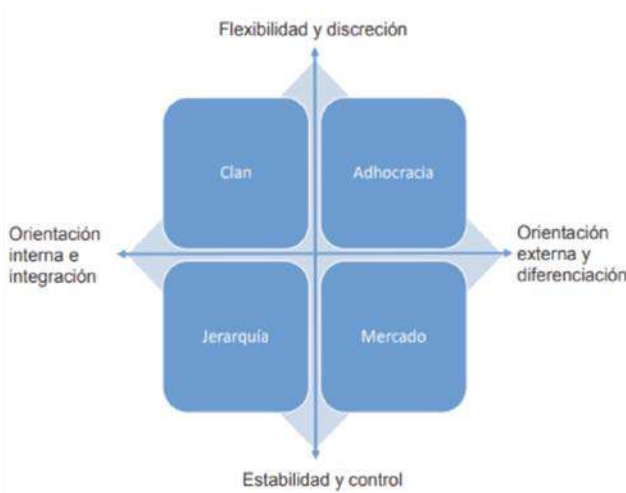 Flexibilidad y discreción
Clan
Adhocracia
Orientación
interna e
integración
Orientación
externa y
diferenciación
Jerarquía
Mercado
Estabilidad y control